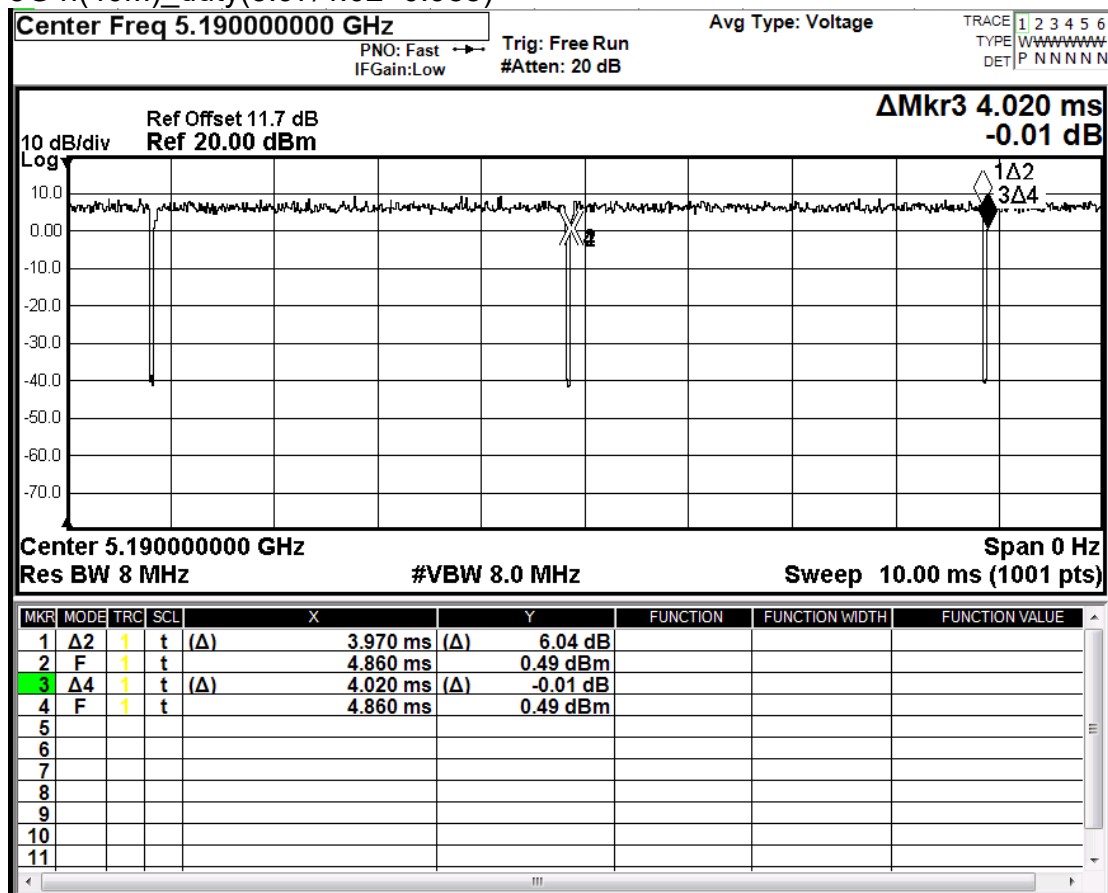 Center Freq 5.190000000 GHz
PNO: Fast
IFGain:Low
Trig: Free Run
#Atten: 20 dB
Avg Type: Voltage
TRACE 1 2 3 4 5 6
TYPE WWWWWW
DET P N N N N N
ΔMkr3 4.020 ms
-0.01 dB
Ref Offset 11.7 dB
10 dB/div Ref 20.00 dBm
Log
1Δ2
3Δ4
10.0
0.00
-10.0
-20.0
-30.0
-40.0
-50.0
-60.0
-70.0
Center 5.190000000 GHz Span 0 Hz
Res BW 8 MHz #VBW 8.0 MHz Sweep 10.00 ms (1001 pts)
MKR MODE TRC SCL X Y FUNCTION FUNCTION WIDTH FUNCTION VALUE
1 Δ2 1 t (Δ) 3.970 ms (Δ) 6.04 dB
2 F 1 t 4.860 ms 0.49 dBm
3 Δ4 1 t (Δ) 4.020 ms (Δ) -0.01 dB
4 F 1 t 4.860 ms 0.49 dBm
5
6
7
8
9
10
11